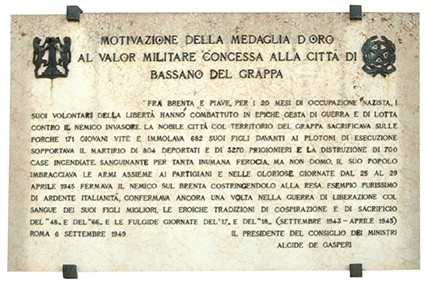 MOTIVAZIONE DELLA MEDAGLIA D'ORO
AL VALOR MILITARE CONCESSA ALLA CITTÀ DI
BASSANO DEL GRAPPA
"FRA BRENTA E PIAVE, PER I 20 MESI DI OCCUPAZIONE NAZISTA, I
SUOI VOLONTARI DELLA LIBERTÀ HANNO COMBATTUTO IN EPICHE GESTA DI GUERRA E DI LOTTA
CONTRO IL NEMICO INVASORE. LA NOBILE CITTÀ COL TERRITORIO DEL GRAPPA SACRIFICAVA SULLE
FORCHE 171 GIOVANI VITE E IMMOLAVA 682 SUOI FIGLI DAVANTI AI PLOTONI DI ESECUZIONE
SOPPORTAVA IL MARTIRIO DI 804 DEPORTATI E DI 3270 PRIGIONIERI E LA DISTRUZIONE DI 700
CASE INCENDIATE. SANGUINANTE PER TANTA INUMANA FEROCIA, MA NON DOMO, IL SUO POPOLO
IMBRACCIAVA LE ARMI ASSIEME AI PARTIGIANI E NELLE GLORIOSE GIORNATE DAL 25 AL 29
APRILE 1945 FERMAVA IL NEMICO SUL BRENTA COSTRINGENDOLO ALLA RESA. ESEMPIO PURISSIMO
DI ARDENTE ITALIANITÀ, CONFERMAVA ANCORA UNA VOLTA NELLA GUERRA DI LIBERAZIONE COL
SANGUE DEI SUOI FIGLI MIGLIORI, LE EROICHE TRADIZIONI DI COSPIRAZIONE E DI SACRIFICIO
DEL "48„ E DEL "66„ E LE FULGIDE GIORNATE DEL "17„ E DEL "18„ (SETTEMBRE 1943 - APRILE 1945)
ROMA 6 SETTEMBRE 1949 IL PRESIDENTE DEL CONSIGLIO DEI MINISTRI
ALCIDE DE GASPERI